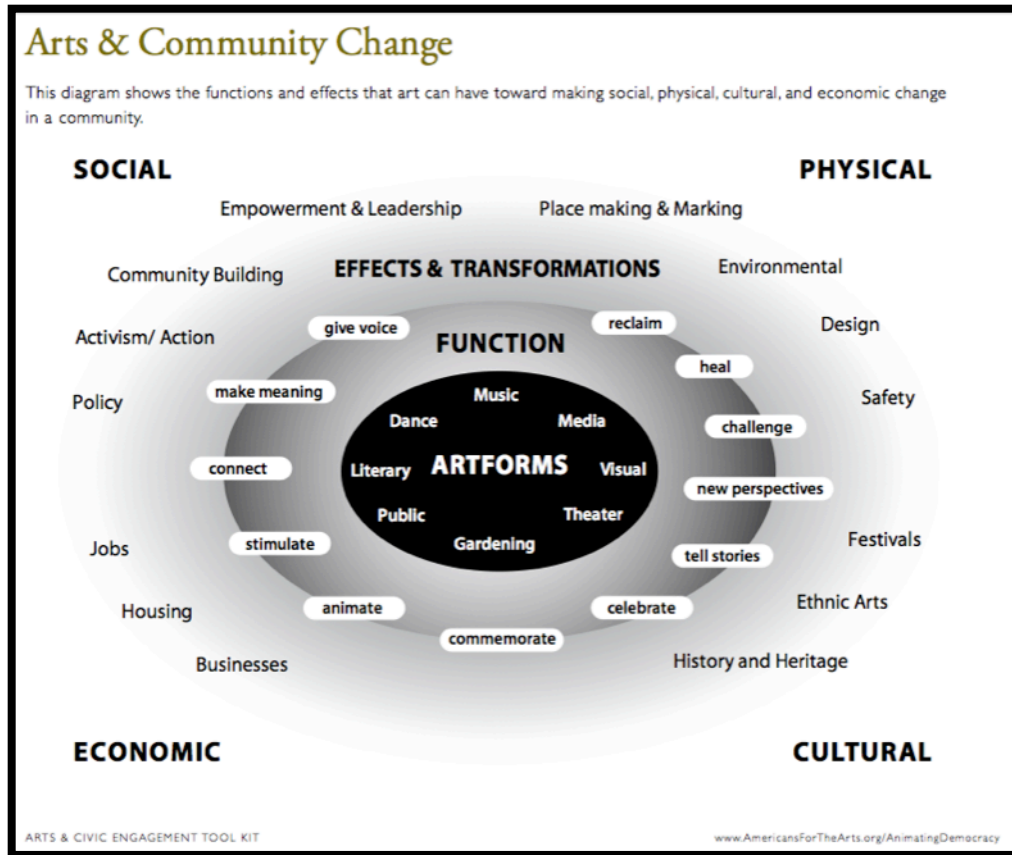 Arts & Community Change
This diagram shows the functions and effects that art can have toward making social, physical, cultural, and economic change
in a community.
SOCIAL
PHYSICAL
Empowerment & Leadership
Place making & Marking
Community Building
EFFECTS & TRANSFORMATIONS
Environmental
Activism/ Action
give voice
FUNCTION
reclaim
Design
heal
Policy
make meaning
Music
Safety
Dance
Media
challenge
connect
Literary
ARTFORMS
Visual
new perspectives
Public
Theater
Jobs
stimulate
Gardening
tell stories
Festivals
Housing
animate
celebrate
Ethnic Arts
commemorate
Businesses
History and Heritage
ECONOMIC
CULTURAL
ARTS & CIVIC ENGAGEMENT TOOL KIT
www.AmericansForTheArts.org/AnimatingDemocracy